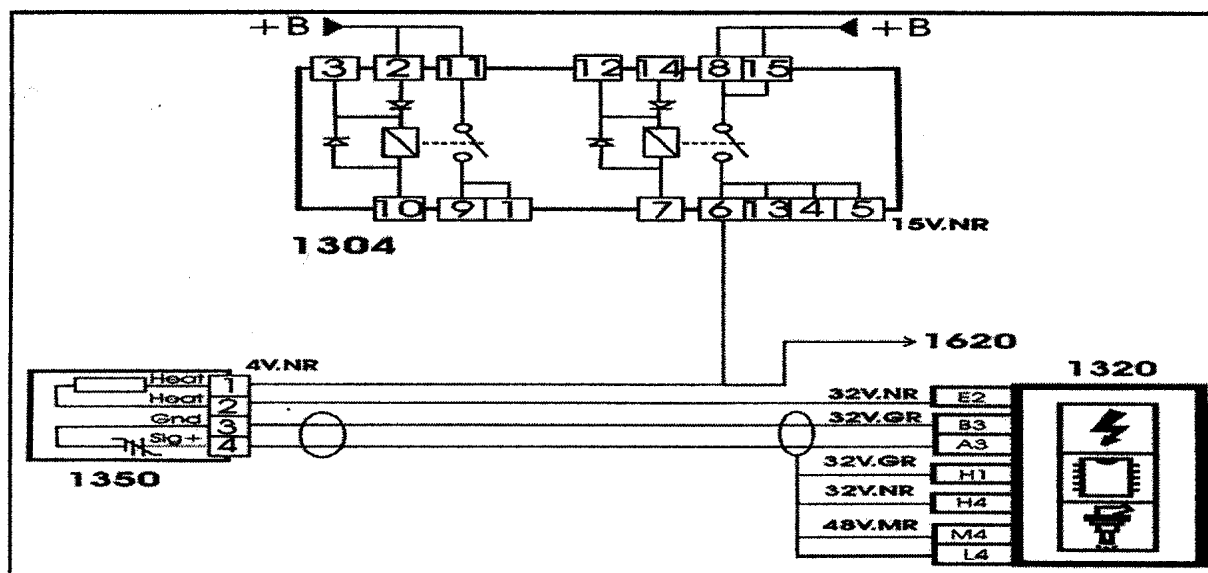 +B +B
3 2 11 12 14 8 15
10 9 1 7 6 13 4 5
15V.NR
1304
1620
4V.NR
1320
Heat 1
Heat 2
32V.NR E2
Gnd 3
32V.GR B3
Sig+ 4
A3
1350
32V.GR H1
32V.NR H4
48V.MR M4
L4